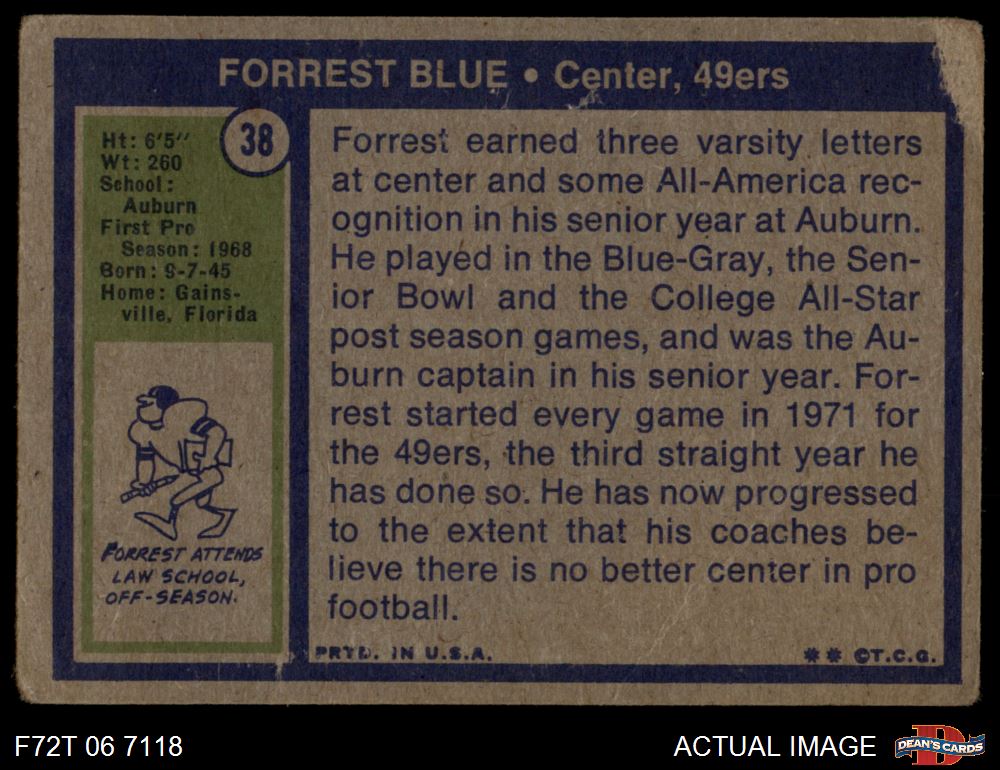 FORREST BLUE • Center, 49ers
38
Ht: 6'5''
Wt: 260
School:
Auburn
First Pro
Season: 1968
Born: 9-7-45
Home: Gains-
ville, Florida
FORREST ATTENDS
LAW SCHOOL,
OFF-SEASON.
Forrest earned three varsity letters
at center and some All-America rec-
ognition in his senior year at Auburn.
He played in the Blue-Gray, the Sen-
ior Bowl and the College All-Star
post season games, and was the Au-
burn captain in his senior year. For-
rest started every game in 1971 for
the 49ers, the third straight year he
has done so. He has now progressed
to the extent that his coaches be-
lieve there is no better center in pro
football.
PRTD. IN U.S.A.
** ©T.C.G.
F72T 06 7118
ACTUAL IMAGE
D
DEAN'S CARDS